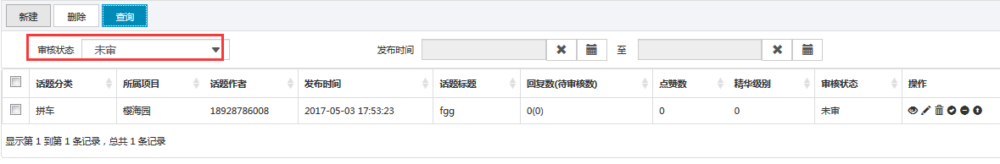 新建 删除 查询
审核状态 未审 发布时间 至
话题分类 所属项目 话题作者 发布时间 话题标题 回复数(待审核数) 点赞数 精华级别 审核状态 操作
拼车 樱海园 18928786008 2017-05-03 17:53:23 fgg 0(0) 0 0 未审
显示第 1 到第 1 条记录，总共 1 条记录